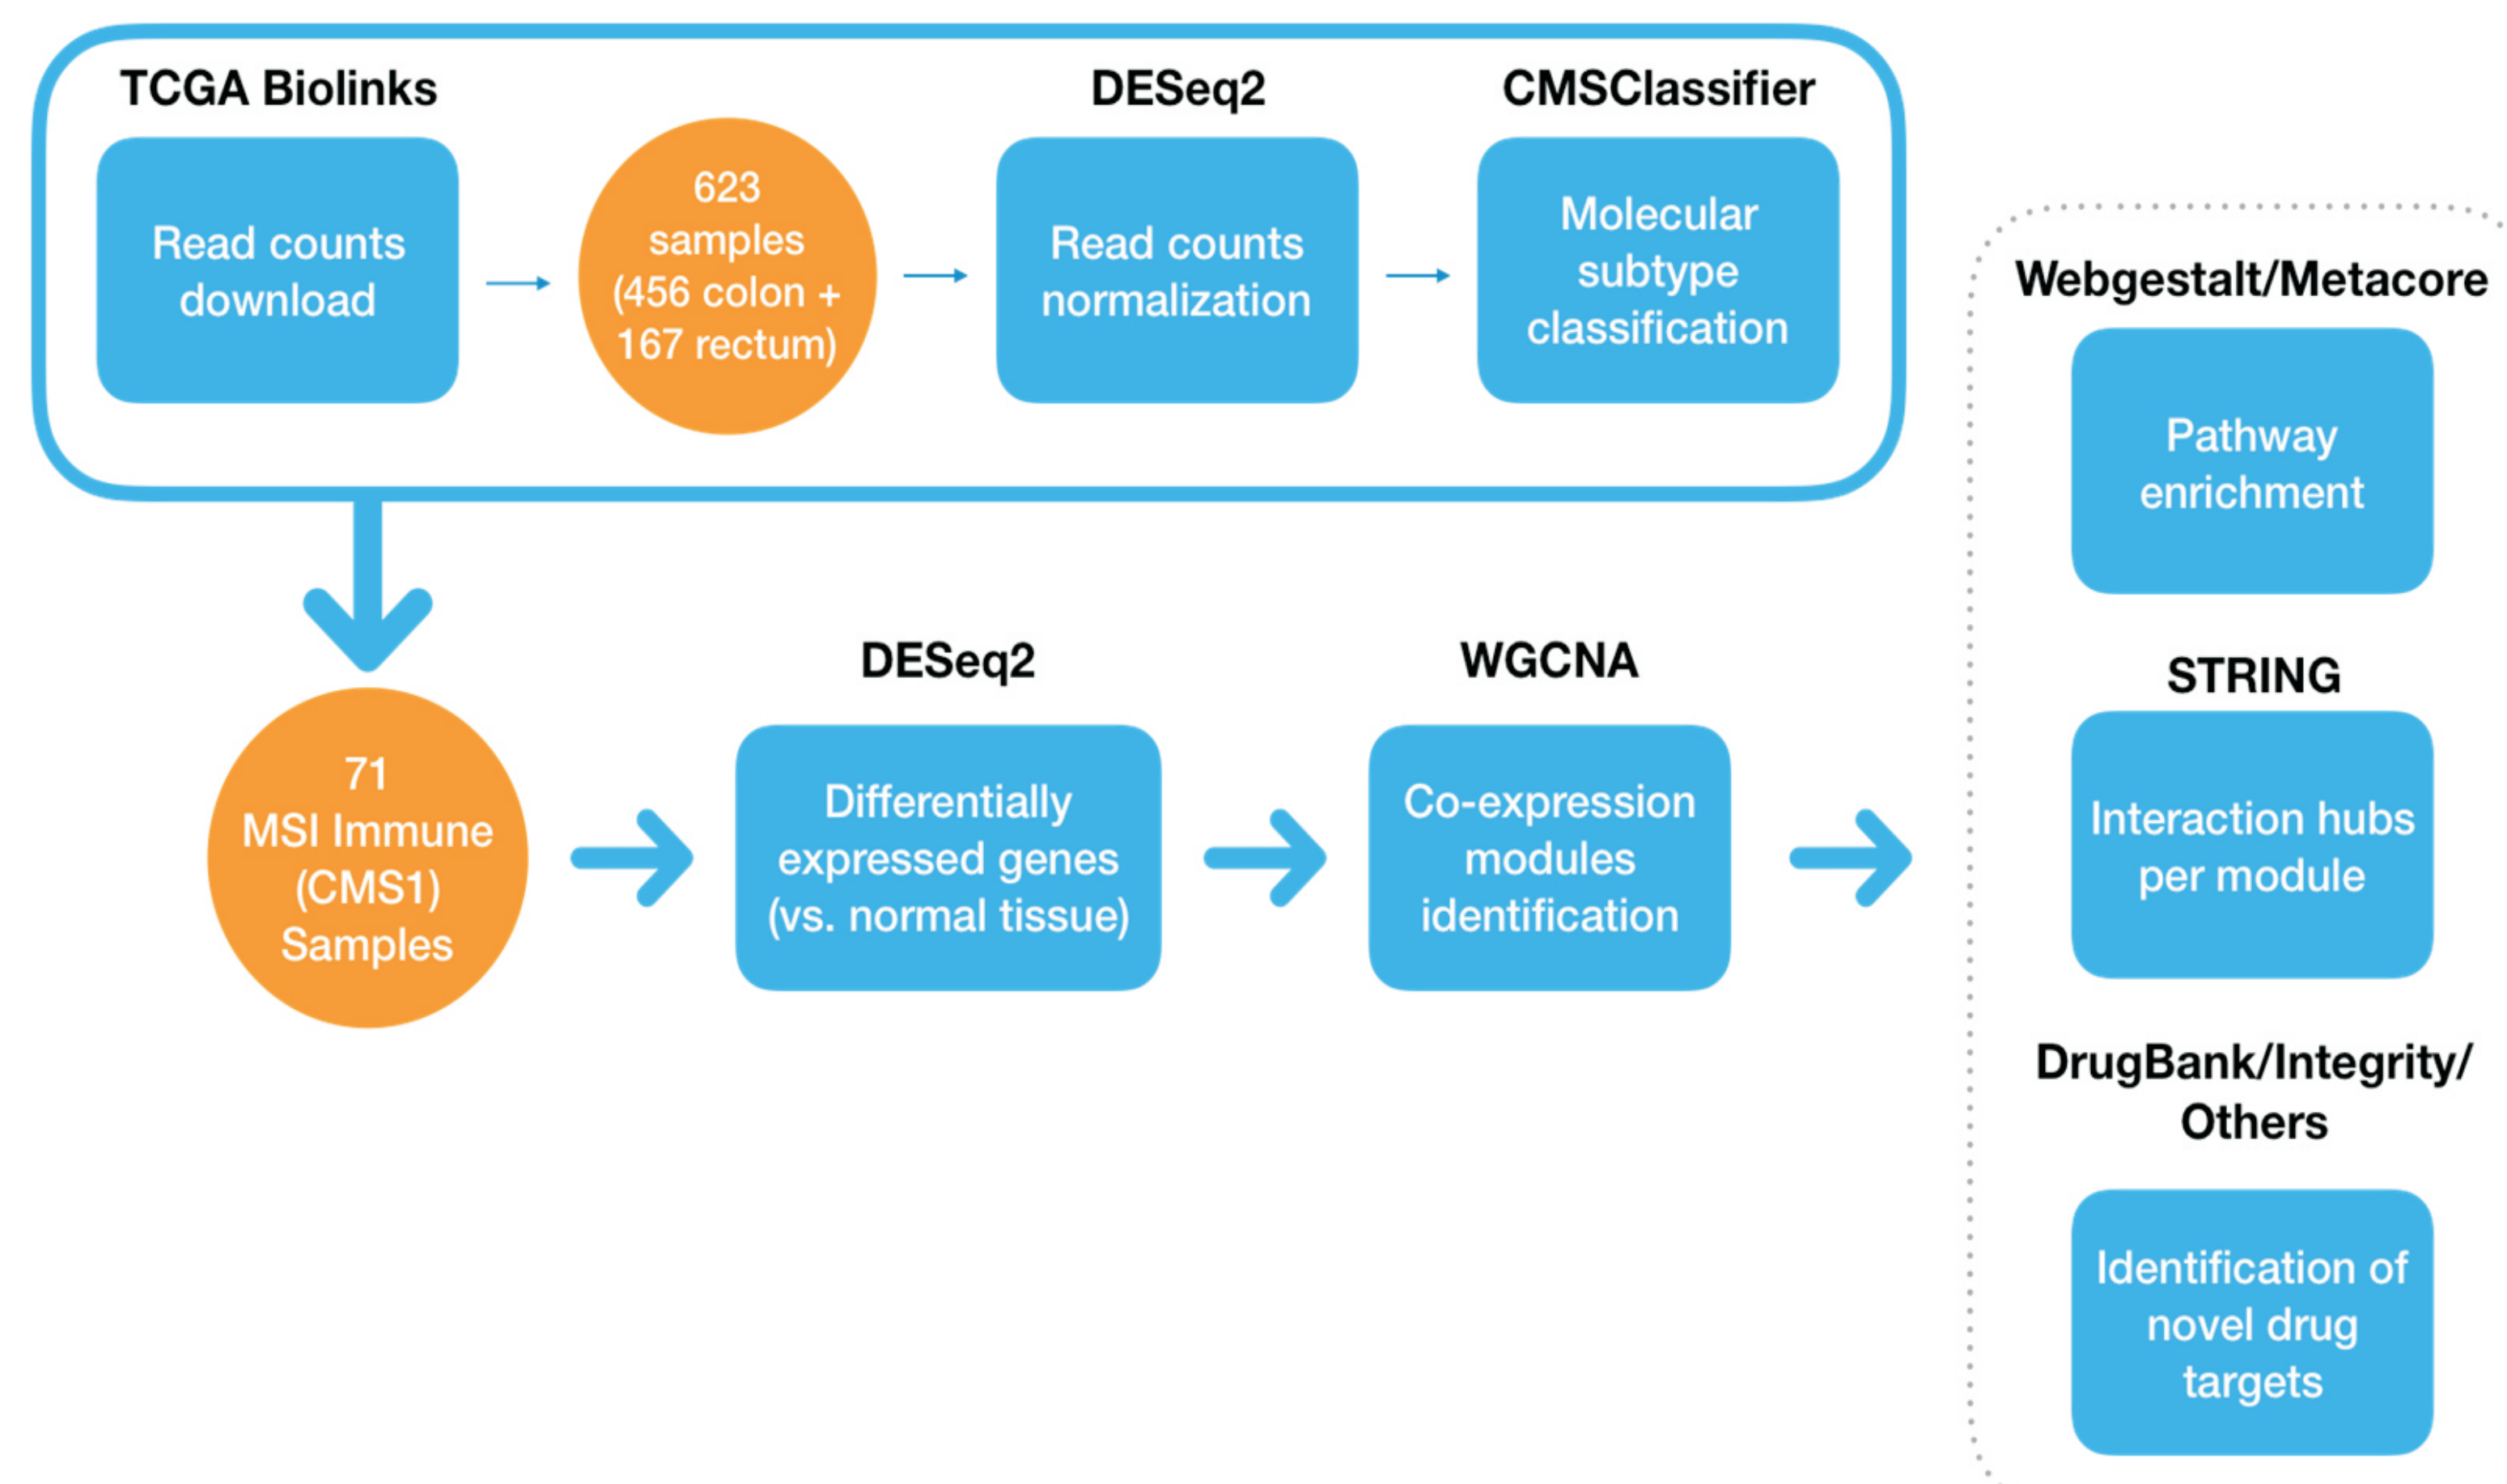 TCGA Biolinks
Read counts
download
623
samples
(456 colon +
167 rectum)
DESeq2
Read counts
normalization
CMSClassifier
Molecular
subtype
classification
71
MSI Immune
(CMS1)
Samples
DESeq2
Differentially
expressed genes
(vs. normal tissue)
WGCNA
Co-expression
modules
identification
Webgestalt/Metacore
Pathway
enrichment
STRING
Interaction hubs
per module
DrugBank/Integrity/
Others
Identification of
novel drug
targets